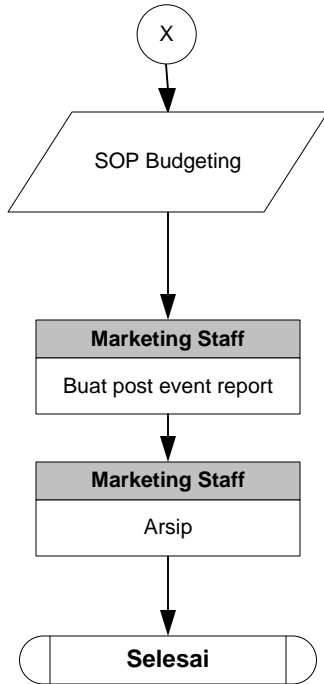 X
SOP Budgeting
Marketing Staff
Buat post event report
Marketing Staff
Arsip
Selesai